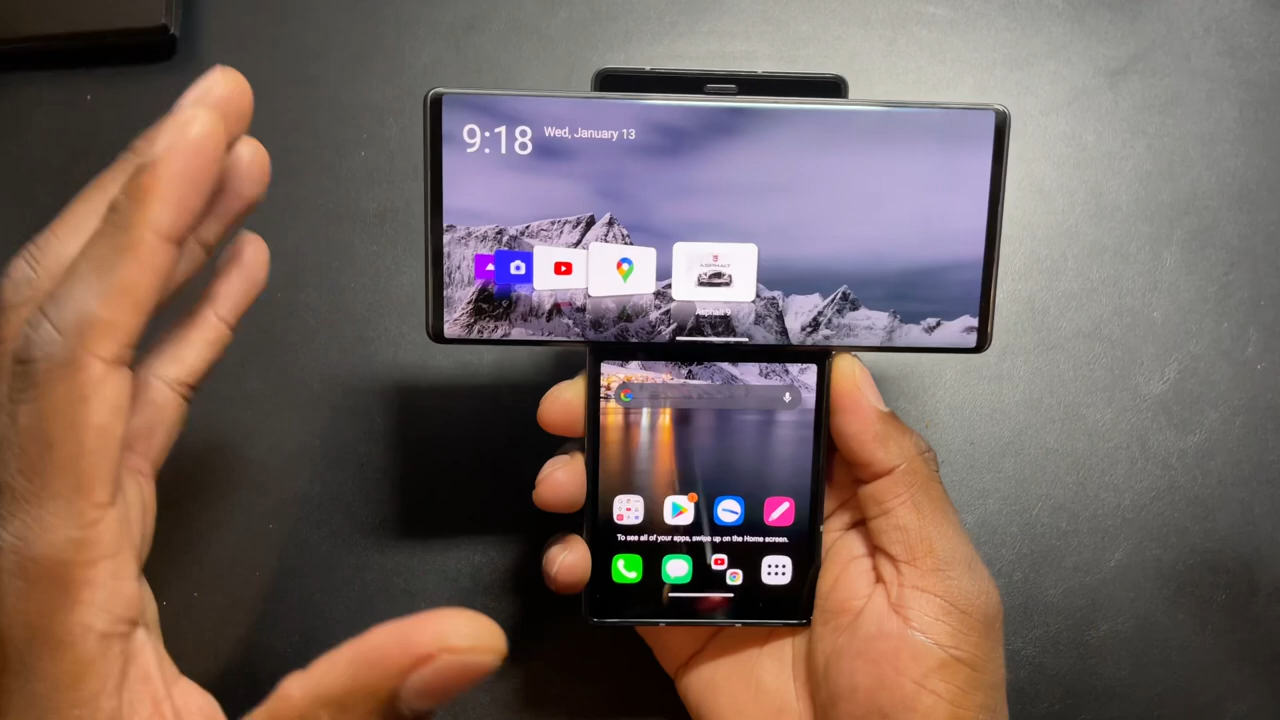 9:18 Wed, January 13
ASPHALT
Asphalt 9
To see all of your apps, swipe up on the Home screen.